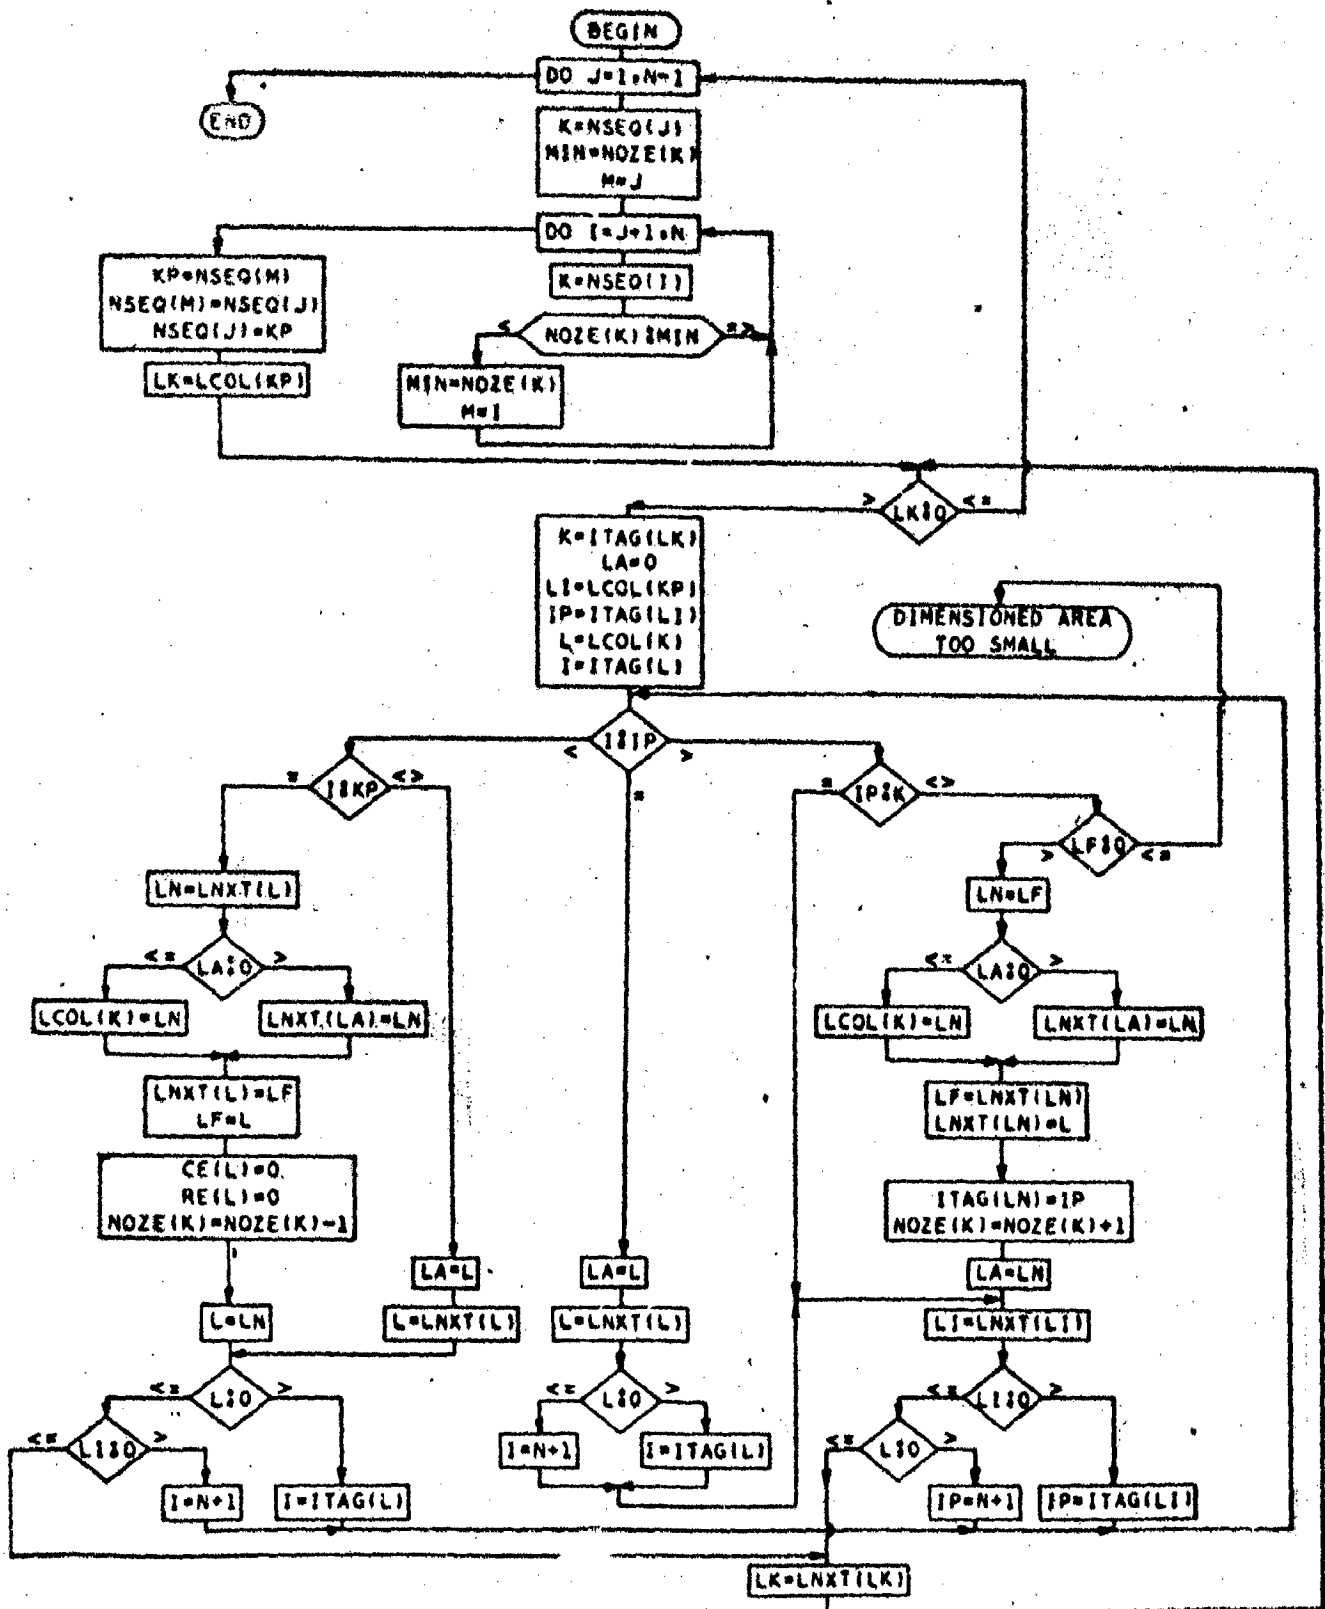 BEGIN
DO J=1,N-1
END
K=NSEQ(J)
MIN=NOZE(K)
M=J
DO I=J+1,N
KP=NSEQ(M)
NSEQ(M)=NSEQ(J)
NSEQ(J)=KP
K=NSEQ(I)
<
NOZE(K):MIN
=>
LK=LCOL(KP)
MIN=NOZE(K)
M=I
>
LK:0
<=
K=ITAG(LK)
LA=0
LI=LCOL(KP)
IP=ITAG(LI)
L=LCOL(K)
I=ITAG(L)
DIMENSIONED AREA
TOO SMALL
<
I:IP
>
=
=
I:KP
<>
=
IP:K
<>
>
LF:0
<=
LN=LNXT(L)
LN=LF
<=
LA:0
>
<=
LA:0
>
LCOL(K)=LN
LNXT(LA)=LN
LCOL(K)=LN
LNXT(LA)=LN
LNXT(L)=LF
LF=L
LF=LNXT(LN)
LNXT(LN)=L
CE(L)=0
RE(L)=0
NOZE(K)=NOZE(K)-1
ITAG(LN)=IP
NOZE(K)=NOZE(K)+1
LA=L
LA=L
LA=LN
L=LN
L=LNXT(L)
L=LNXT(L)
LI=LNXT(LI)
<=
L:0
>
<=
L:0
>
<=
LI:0
>
<=
LI:0
>
I=N+1
I=ITAG(L)
<=
L:0
>
I=N+1
I=ITAG(L)
IP=N+1
IP=ITAG(LI)
LK=LNXT(LK)